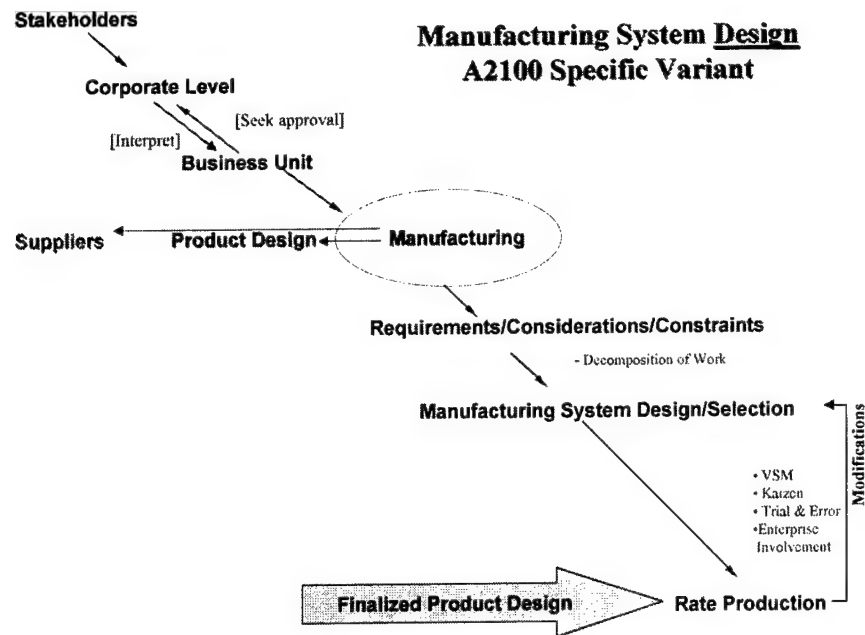 Stakeholders
Manufacturing System Design
A2100 Specific Variant
Corporate Level
[Seek approval]
[Interpret]
Business Unit
Suppliers
Product Design
Manufacturing
Requirements/Considerations/Constraints
- Decomposition of Work
Manufacturing System Design/Selection
Modifications
• VSM
• Kaizen
• Trial & Error
•Enterprise
Involvement
Finalized Product Design
Rate Production